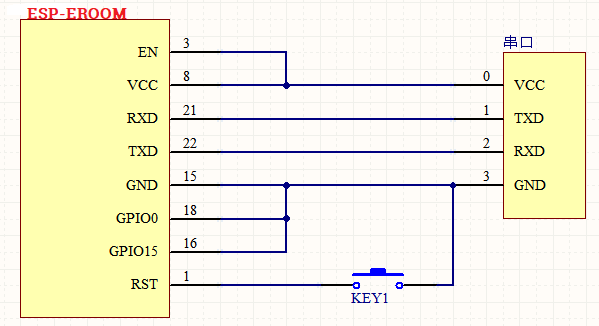 ESP-EROOM
串口
EN 3
VCC 8 0 VCC
RXD 21 1 TXD
TXD 22 2 RXD
GND 15 3 GND
GPIO0 18
GPIO15 16
RST 1
KEY1